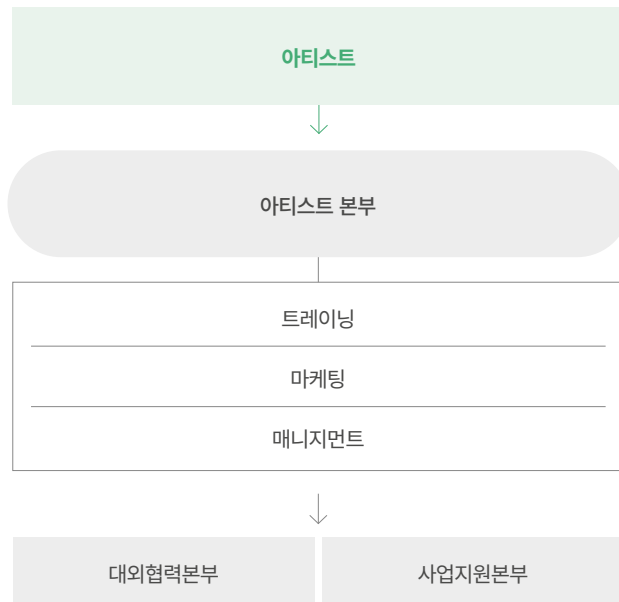 아티스트
아티스트 본부
트레이닝
마케팅
매니지먼트
대외협력본부
사업지원본부